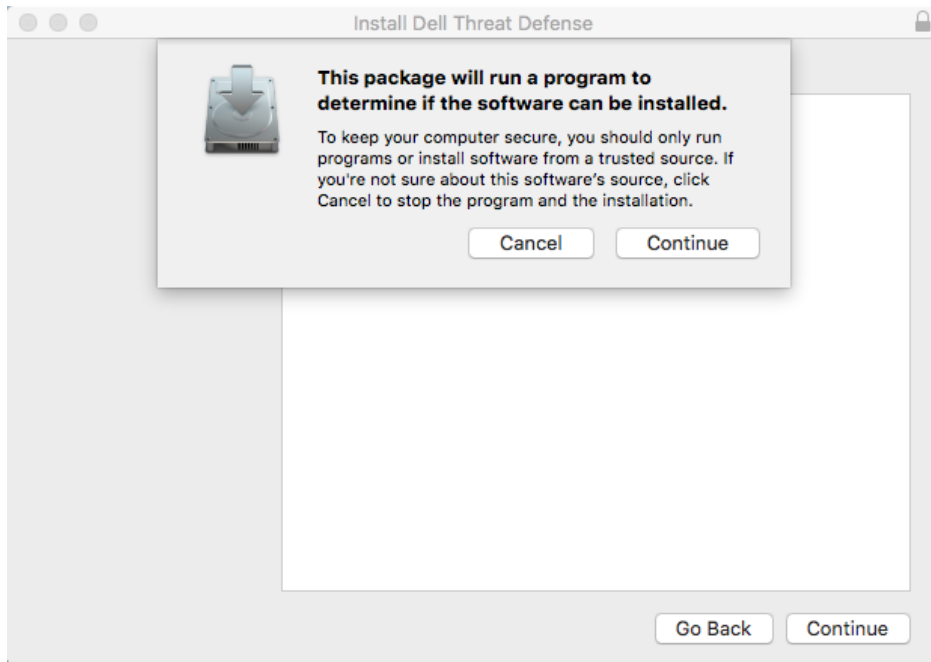 Install Dell Threat Defense
This package will run a program to
determine if the software can be installed.
To keep your computer secure, you should only run
programs or install software from a trusted source. If
you're not sure about this software’s source, click
Cancel to stop the program and the installation.
Cancel Continue
Go Back Continue